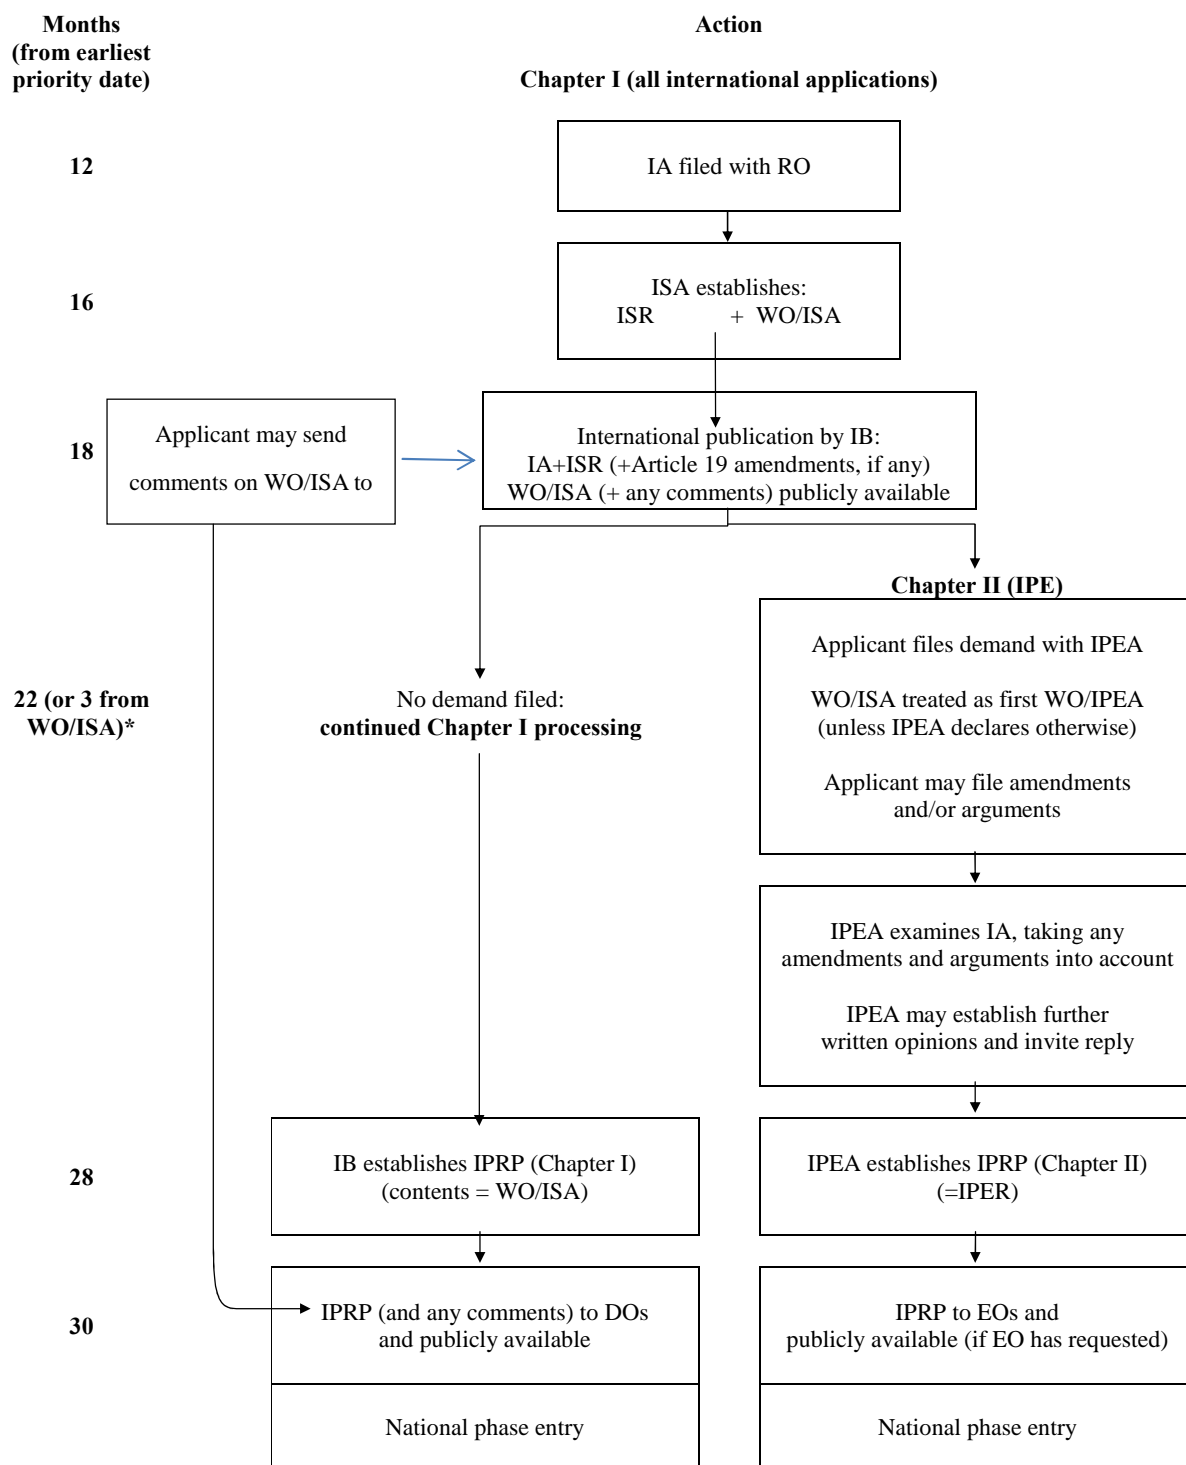 Months
(from earliest
priority date)
Action
Chapter I (all international applications)
12
IA filed with RO
16
ISA establishes:
ISR + WO/ISA
18
Applicant may send
comments on WO/ISA to
International publication by IB:
IA+ISR (+Article 19 amendments, if any)
WO/ISA (+ any comments) publicly available
Chapter II (IPE)
22 (or 3 from
WO/ISA)*
No demand filed:
continued Chapter I processing
Applicant files demand with IPEA
WO/ISA treated as first WO/IPEA
(unless IPEA declares otherwise)
Applicant may file amendments
and/or arguments
IPEA examines IA, taking any
amendments and arguments into account
IPEA may establish further
written opinions and invite reply
28
IB establishes IPRP (Chapter I)
(contents = WO/ISA)
IPEA establishes IPRP (Chapter II)
(=IPER)
30
IPRP (and any comments) to DOs
and publicly available
IPRP to EOs and
publicly available (if EO has requested)
National phase entry
National phase entry